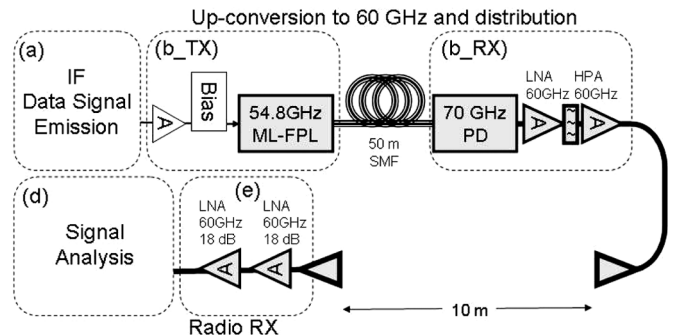 Up-conversion to 60 GHz and distribution
(a)
IF
Data Signal
Emission
(b_TX)
A
Bias
54.8GHz
ML-FPL
50 m
SMF
(b_RX)
70 GHz
PD
LNA
60GHz
A
HPA
60GHz
A
(d)
Signal
Analysis
(e)
LNA
60GHz
18 dB
A
LNA
60GHz
18 dB
A
10 m
Radio RX